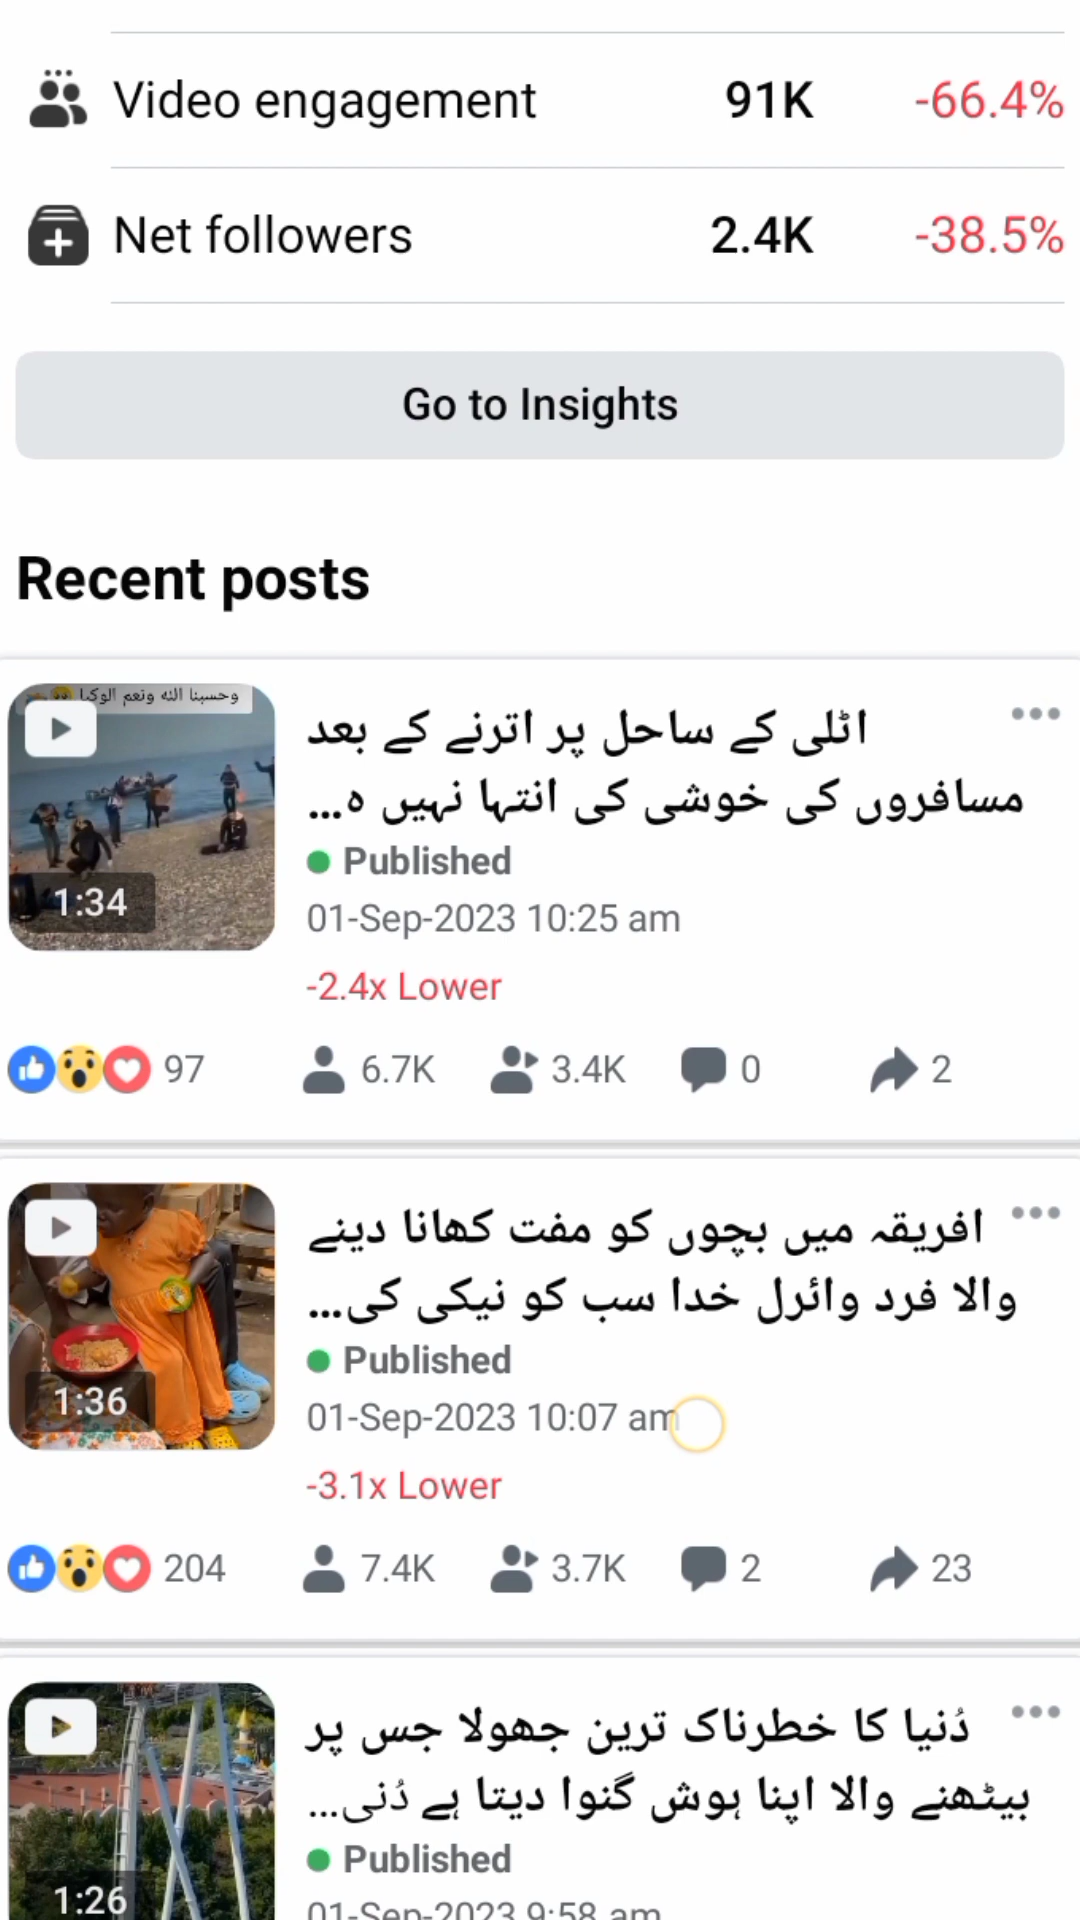 Video engagement 91K -66.4%
Net followers 2.4K -38.5%
Go to Insights
Recent posts
وحسبنا الله ونعم الوكيل
اٹلی کے ساحل پر اترنے کے بعد
مسافروں کی خوشی کی انتہا نہیں ہ...
Published
1:34
01-Sep-2023 10:25 am
-2.4x Lower
97 6.7K 3.4K 0 2
افریقہ میں بچوں کو مفت کھانا دینے
والا فرد وائرل خدا سب کو نیکی کی...
Published
1:36
01-Sep-2023 10:07 am
-3.1x Lower
204 7.4K 3.7K 2 23
دُنیا کا خطرناک ترین جھولا جس پر
بیٹھنے والا اپنا ہوش گنوا دیتا ہے دُنی...
Published
1:26
01-Sep-2023 9:58 am